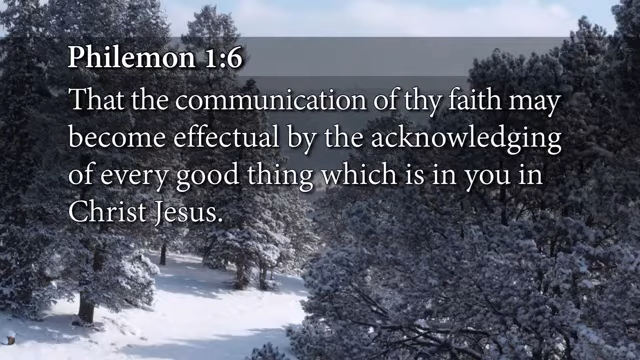 Philemon 1:6
That the communication of thy faith may
become effectual by the acknowledging
of every good thing which is in you in
Christ Jesus.